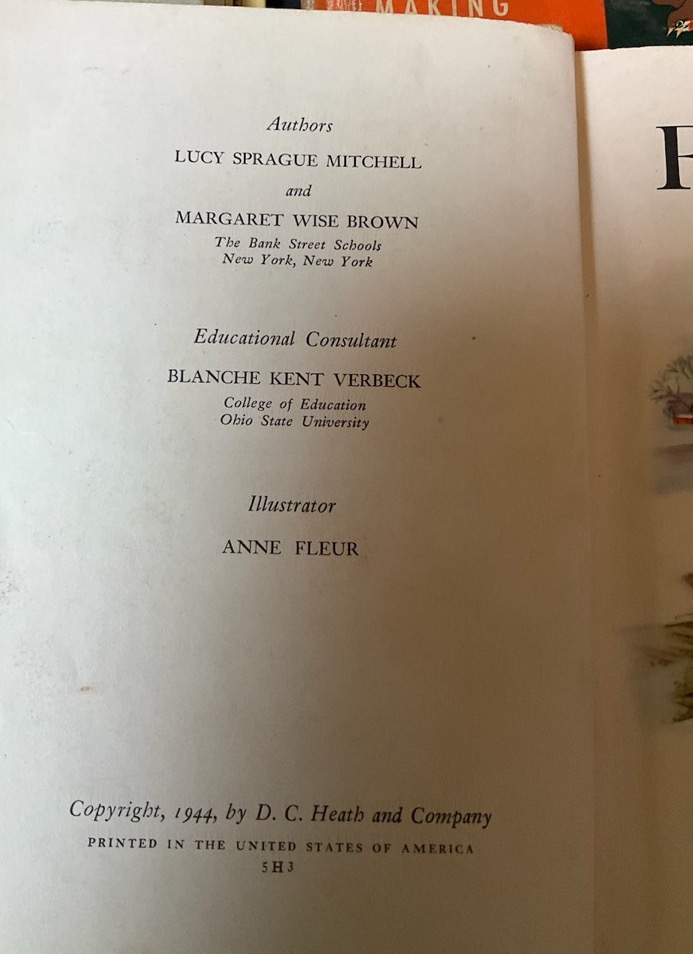 MAKING
Authors
LUCY SPRAGUE MITCHELL
and
MARGARET WISE BROWN
The Bank Street Schools
New York, New York
Educational Consultant
BLANCHE KENT VERBECK
College of Education
Ohio State University
Illustrator
ANNE FLEUR
Copyright, 1944, by D. C. Heath and Company
PRINTED IN THE UNITED STATES OF AMERICA
5H3